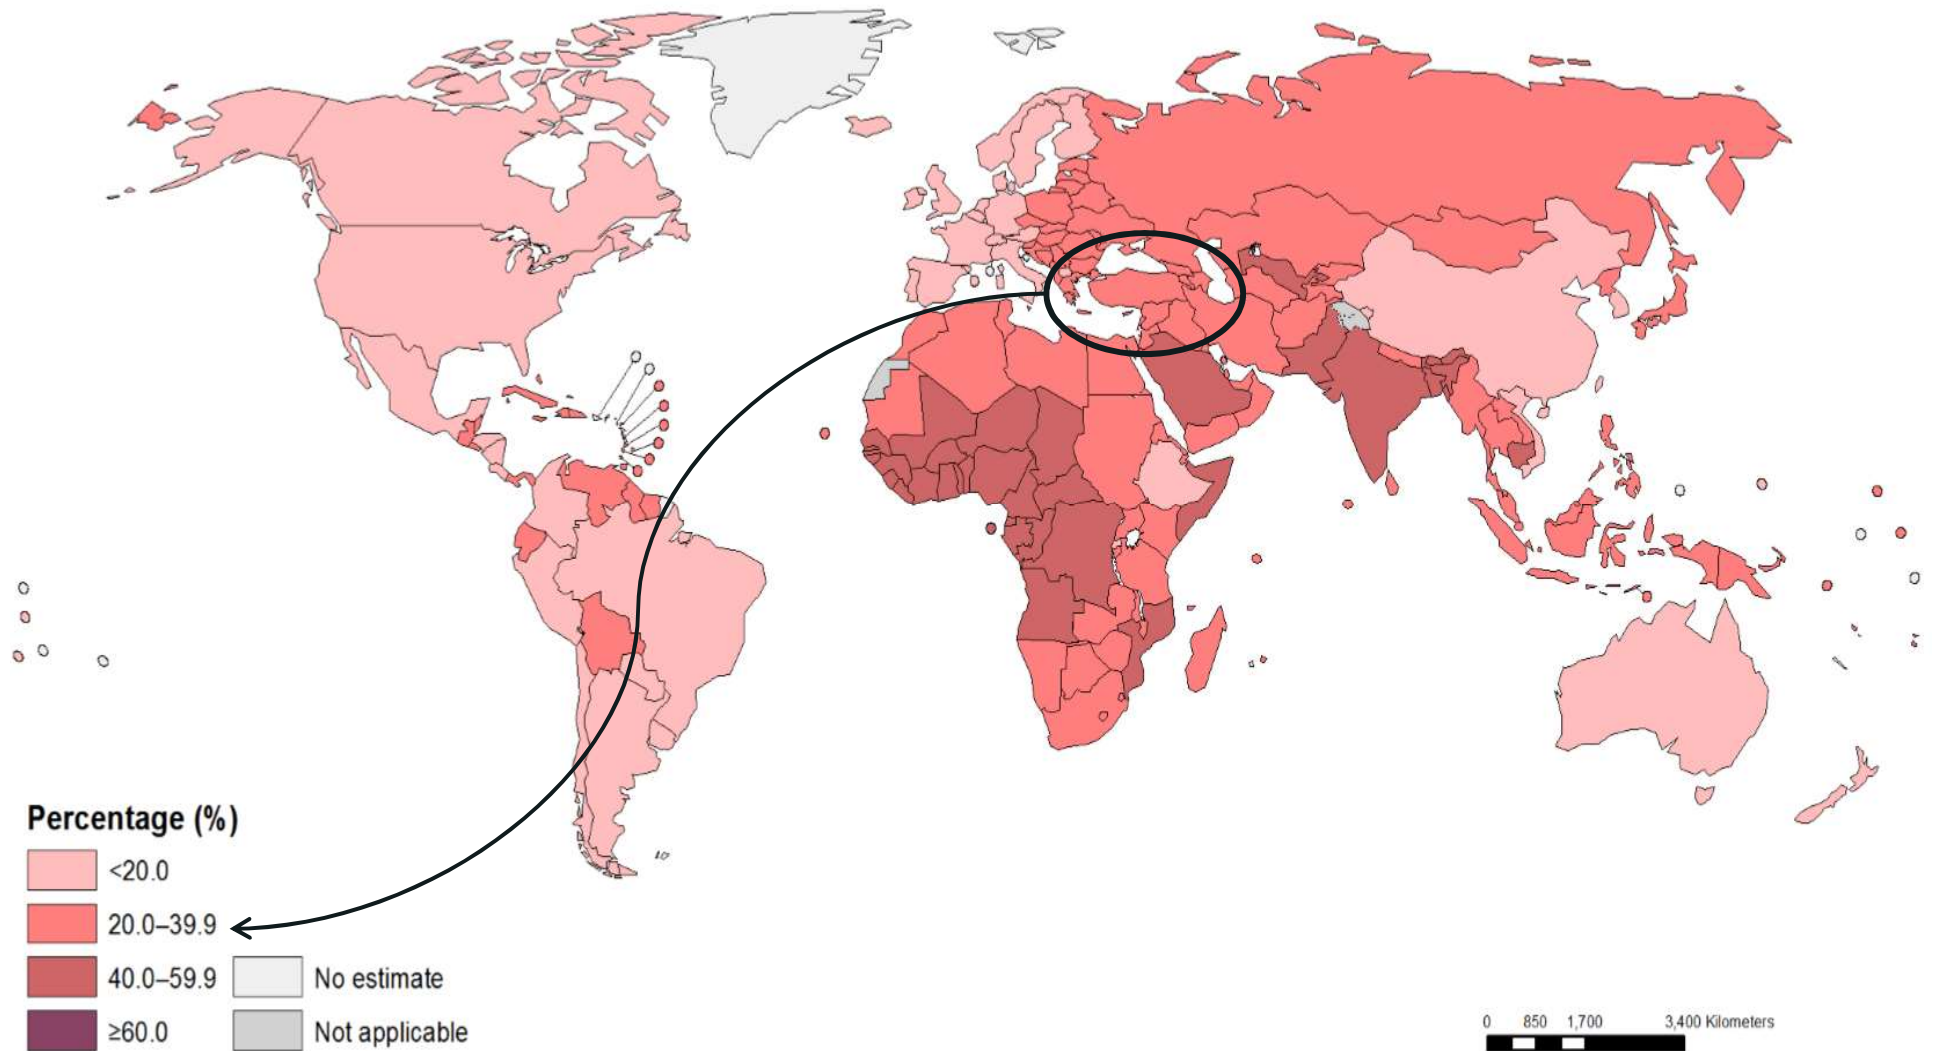 Percentage (%)
<20.0
20.0–39.9
40.0–59.9
≥60.0
No estimate
Not applicable
0 850 1,700 3,400 Kilometers